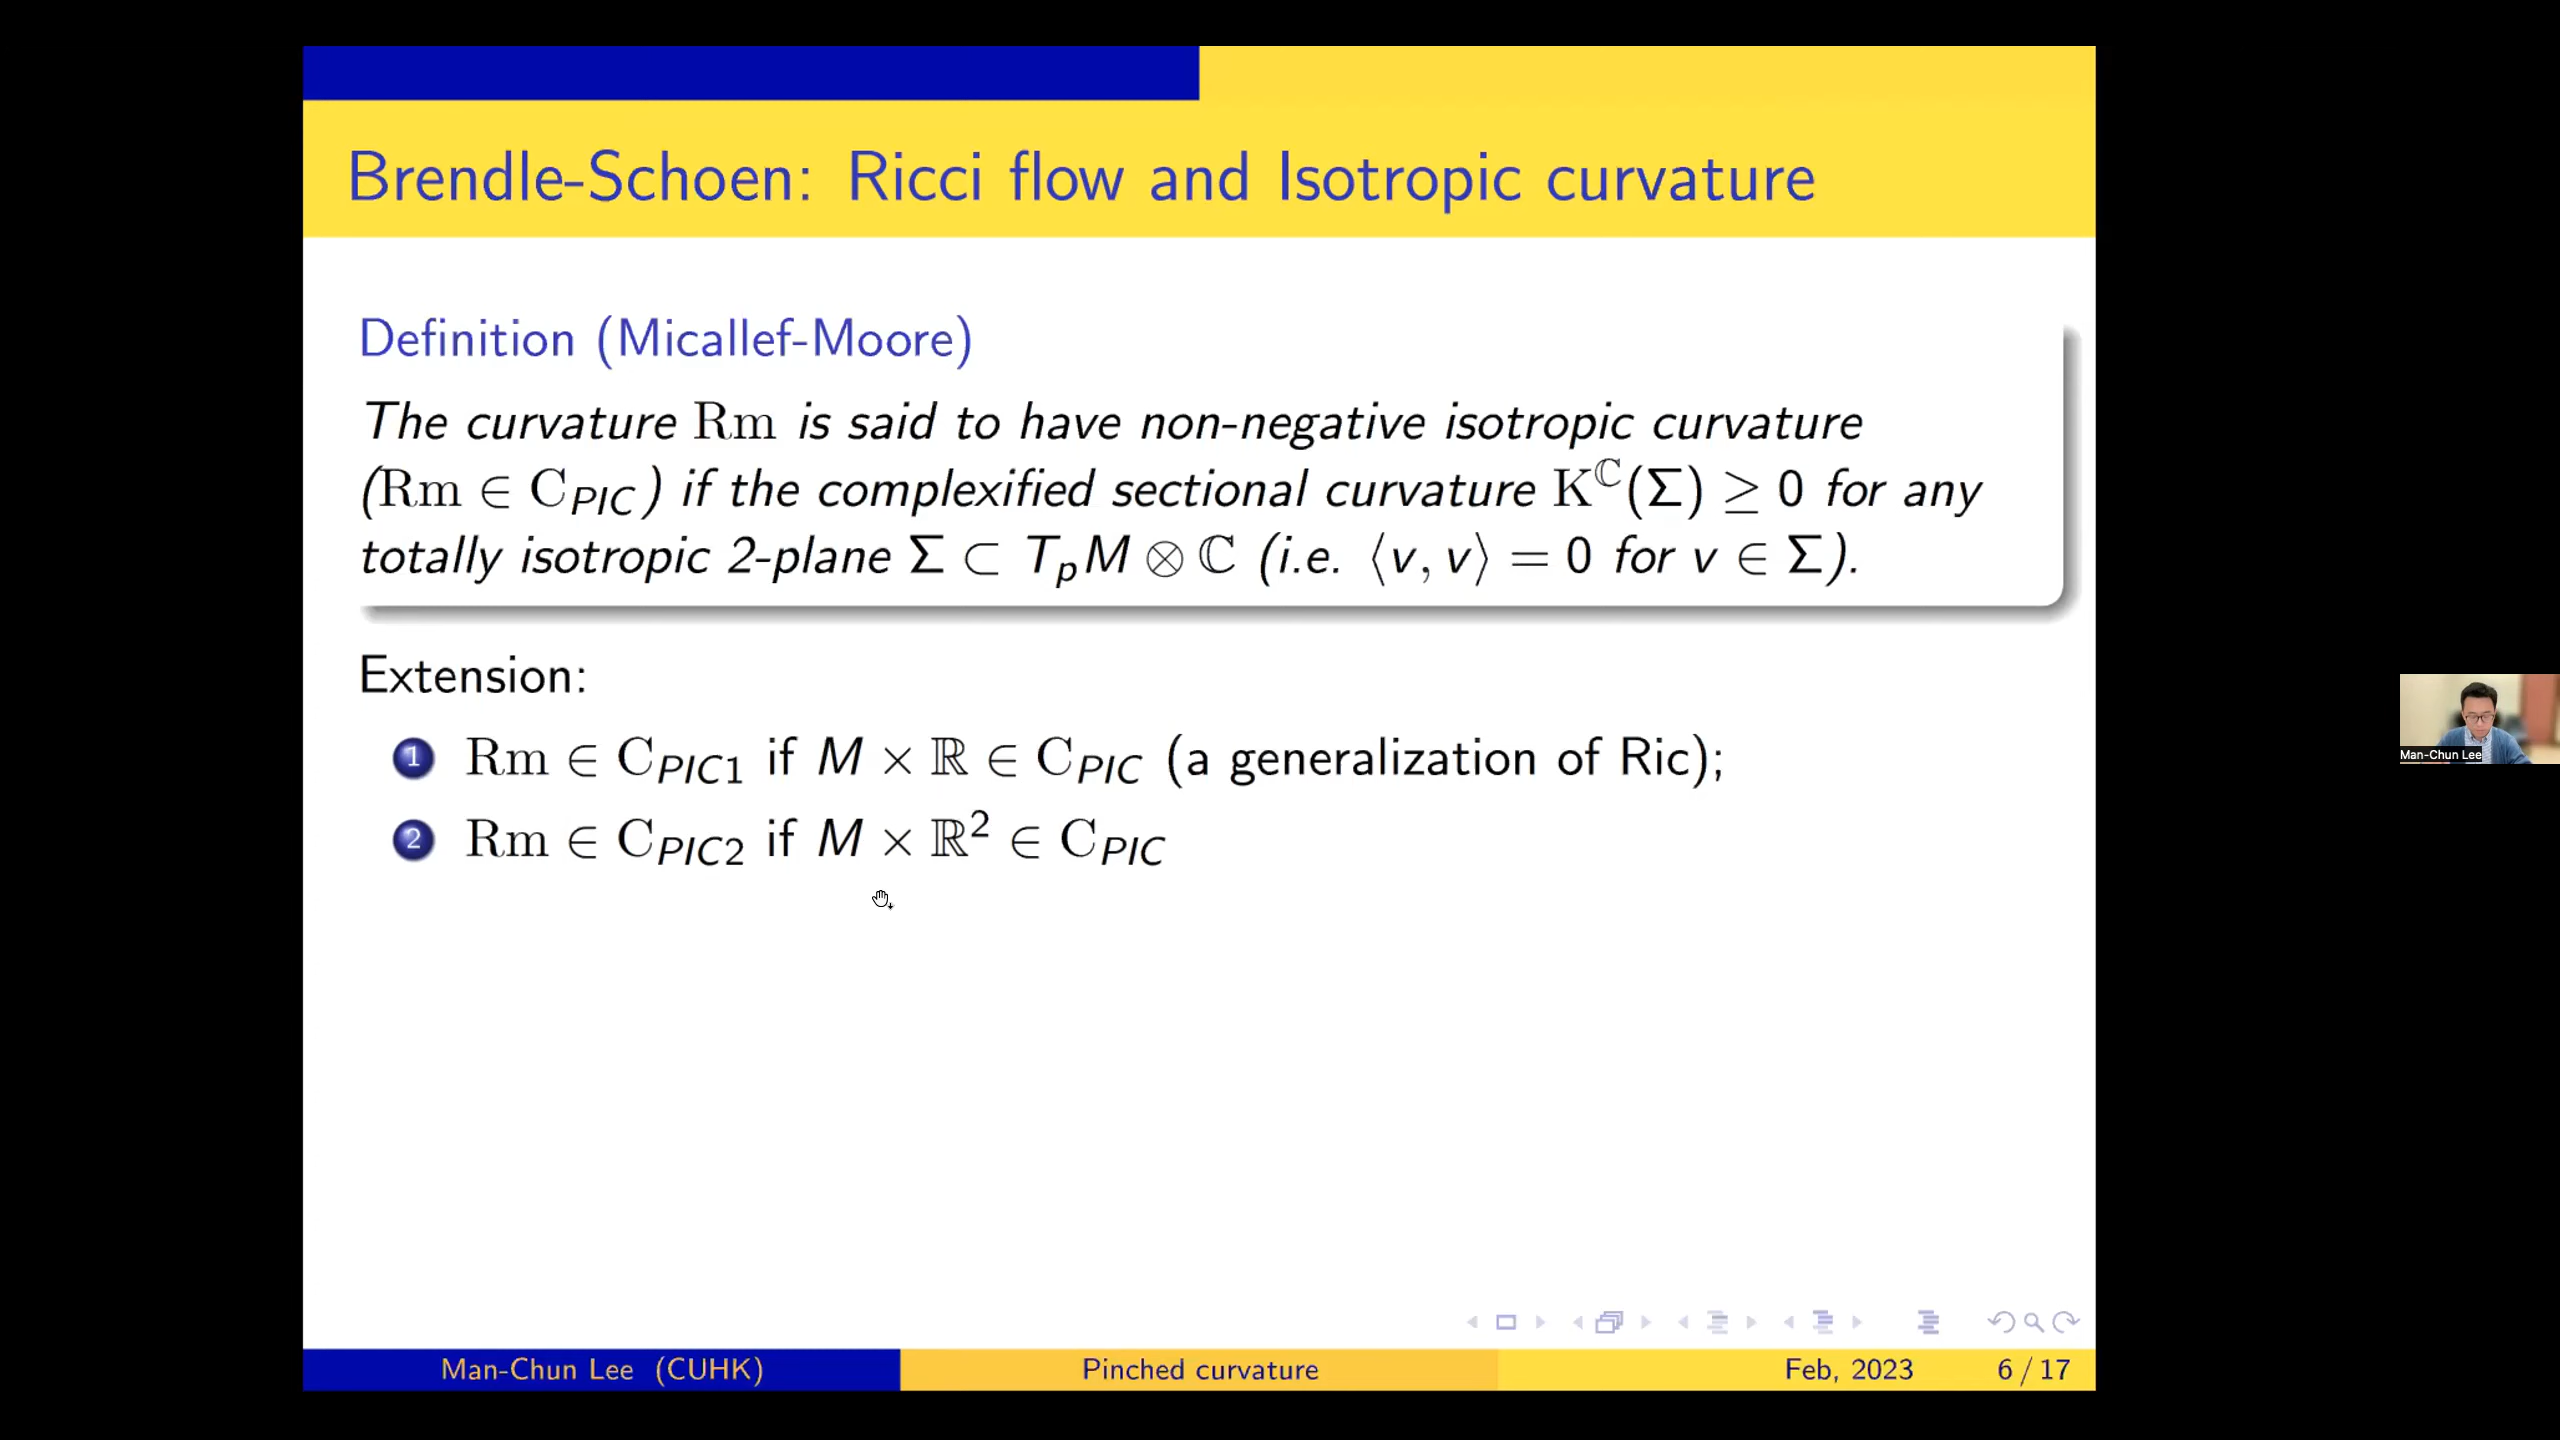 Brendle-Schoen: Ricci flow and Isotropic curvature
Definition (Micallef-Moore)
The curvature Rm is said to have non-negative isotropic curvature
(Rm ∈ C_PIC) if the complexified sectional curvature K^ℂ(Σ) ≥ 0 for any
totally isotropic 2-plane Σ ⊂ T_pM ⊗ ℂ (i.e. ⟨v, v⟩ = 0 for v ∈ Σ).
Extension:
1 Rm ∈ C_PIC1 if M × ℝ ∈ C_PIC (a generalization of Ric);
2 Rm ∈ C_PIC2 if M × ℝ² ∈ C_PIC
Man-Chun Lee
Man-Chun Lee (CUHK) Pinched curvature Feb, 2023 6 / 17